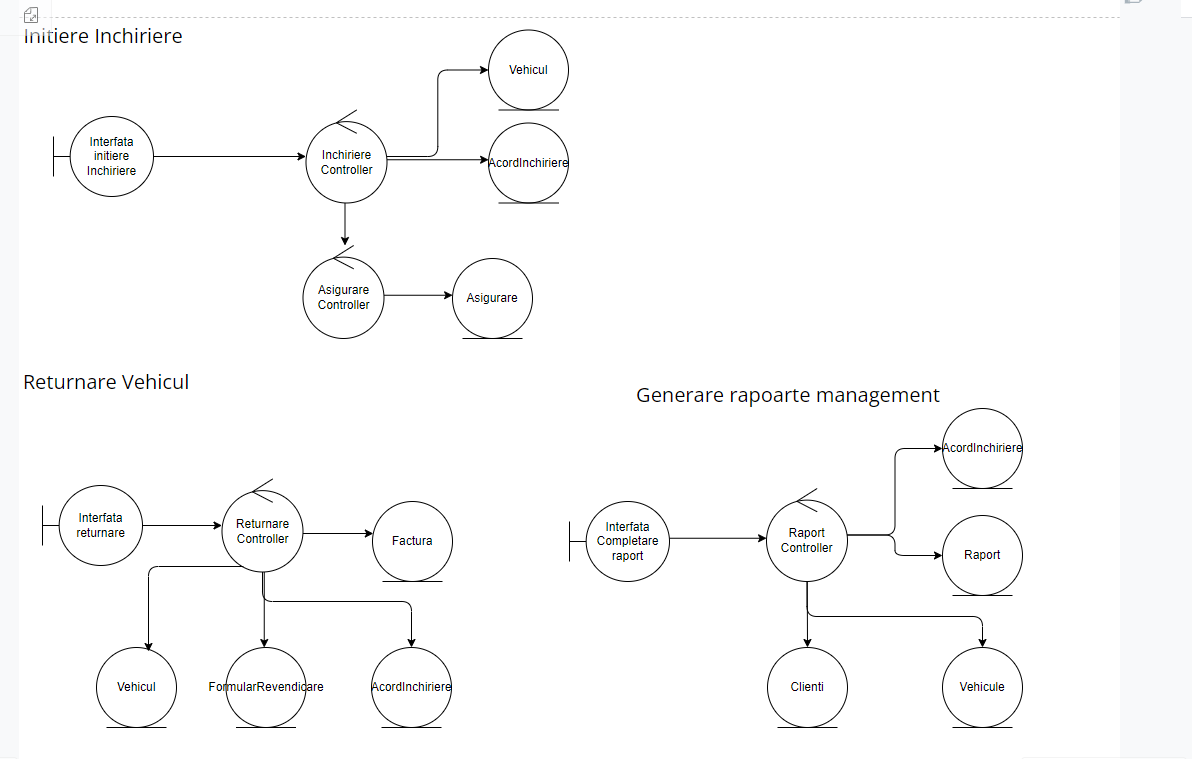 Initiere Inchiriere
Vehicul
Interfata
initiere
Inchiriere
Inchiriere
Controller
AcordInchiriere
Asigurare
Controller
Asigurare
Returnare Vehicul
Generare rapoarte management
AcordInchiriere
Interfata
returnare
Returnare
Controller
Factura
Interfata
Completare
raport
Raport
Controller
Raport
Vehicul
FormularRevendicare
AcordInchiriere
Clienti
Vehicule